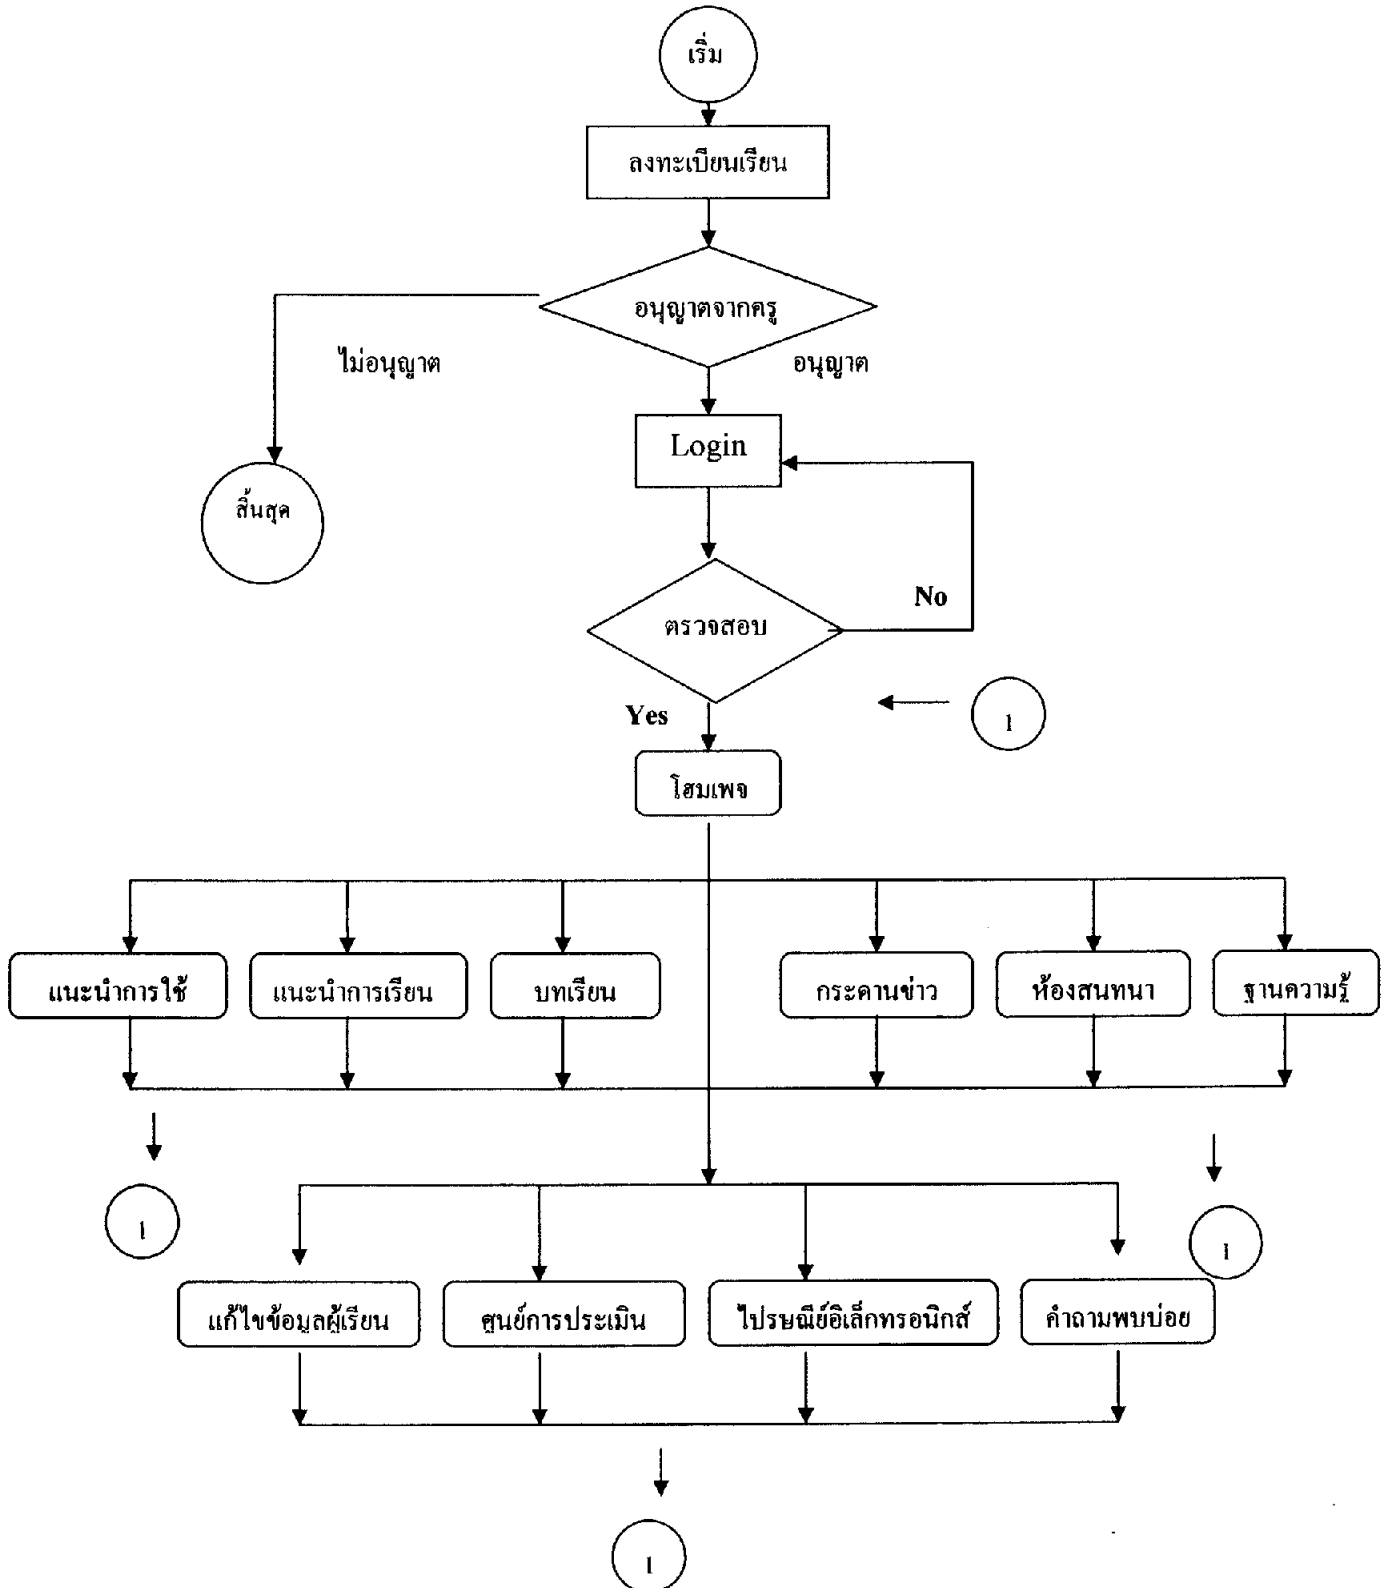 เริ่ม
ลงทะเบียนเรียน
อนุญาตจากครู
ไม่อนุญาต
อนุญาต
Login
สิ้นสุด
No
ตรวจสอบ
1
Yes
โฮมเพจ
แนะนำการใช้
แนะนำการเรียน
บทเรียน
กระดานข่าว
ห้องสนทนา
ฐานความรู้
1
1
แก้ไขข้อมูลผู้เรียน
ศูนย์การประเมิน
ไปรษณีย์อิเล็กทรอนิกส์
คำถามพบบ่อย
1